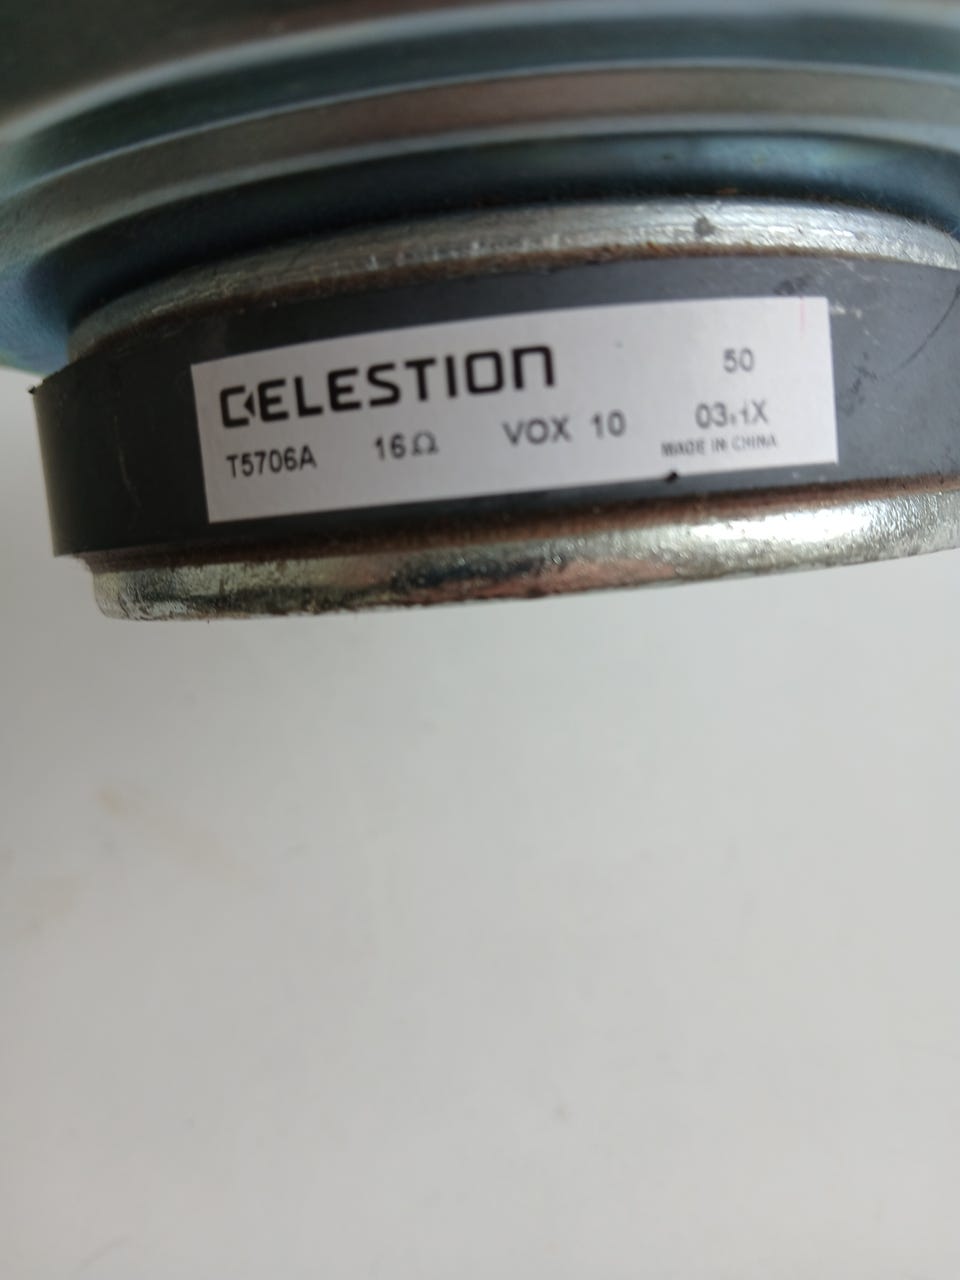 CELESTION 50
T5706A 16Ω VOX 10
MADE IN CHINA